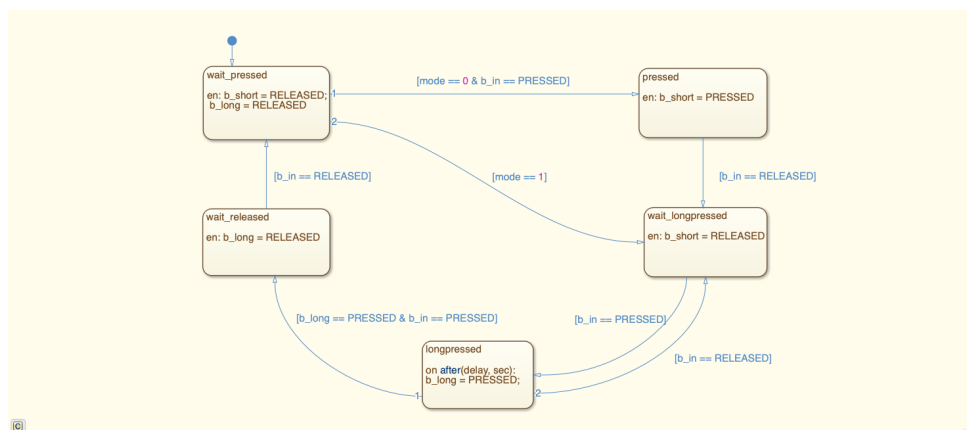 wait_pressed
en: b_short = RELEASED;
b_long = RELEASED
1
2
[mode == 0 & b_in == PRESSED]
pressed
en: b_short = PRESSED
[mode == 1]
[b_in == RELEASED]
[b_in == RELEASED]
wait_released
en: b_long = RELEASED
wait_longpressed
en: b_short = RELEASED
[b_long == PRESSED & b_in == PRESSED]
[b_in == PRESSED]
longpressed
on after(delay, sec):
b_long = PRESSED;
1
2
[b_in == RELEASED]
[C]